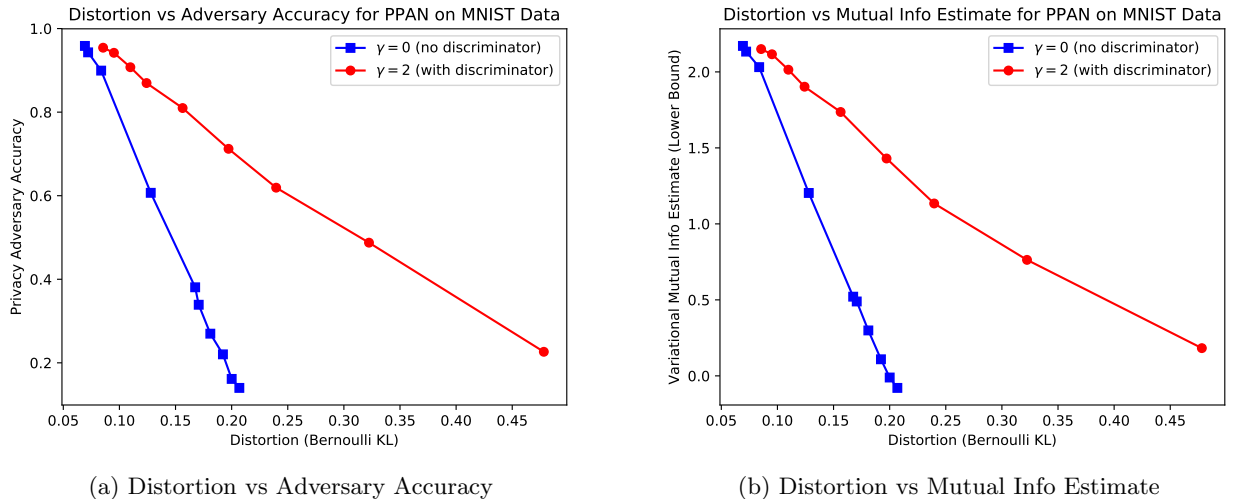 Distortion vs Adversary Accuracy for PPAN on MNIST Data
1.0
0.8
0.6
0.4
0.2
Privacy Adversary Accuracy
γ = 0 (no discriminator)
γ = 2 (with discriminator)
0.05 0.10 0.15 0.20 0.25 0.30 0.35 0.40 0.45
Distortion (Bernoulli KL)
(a) Distortion vs Adversary Accuracy
Distortion vs Mutual Info Estimate for PPAN on MNIST Data
2.0
1.5
1.0
0.5
0.0
Variational Mutual Info Estimate (Lower Bound)
γ = 0 (no discriminator)
γ = 2 (with discriminator)
0.05 0.10 0.15 0.20 0.25 0.30 0.35 0.40 0.45
Distortion (Bernoulli KL)
(b) Distortion vs Mutual Info Estimate